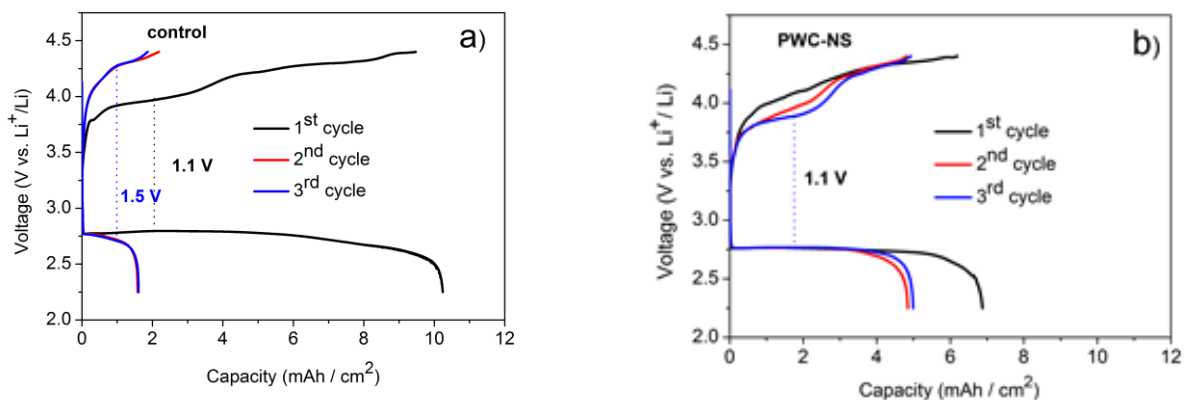 control
a)
4.5
4.0
3.5
3.0
2.5
2.0
Voltage (V vs. Li⁺/Li)
1st cycle
2nd cycle
3rd cycle
1.1 V
1.5 V
0 2 4 6 8 10 12
Capacity (mAh / cm²)
PWC-NS
b)
4.5
4.0
3.5
3.0
2.5
2.0
Voltage (V vs. Li⁺/ Li)
1st cycle
2nd cycle
3rd cycle
1.1 V
0 2 4 6 8 10 12
Capacity (mAh / cm²)